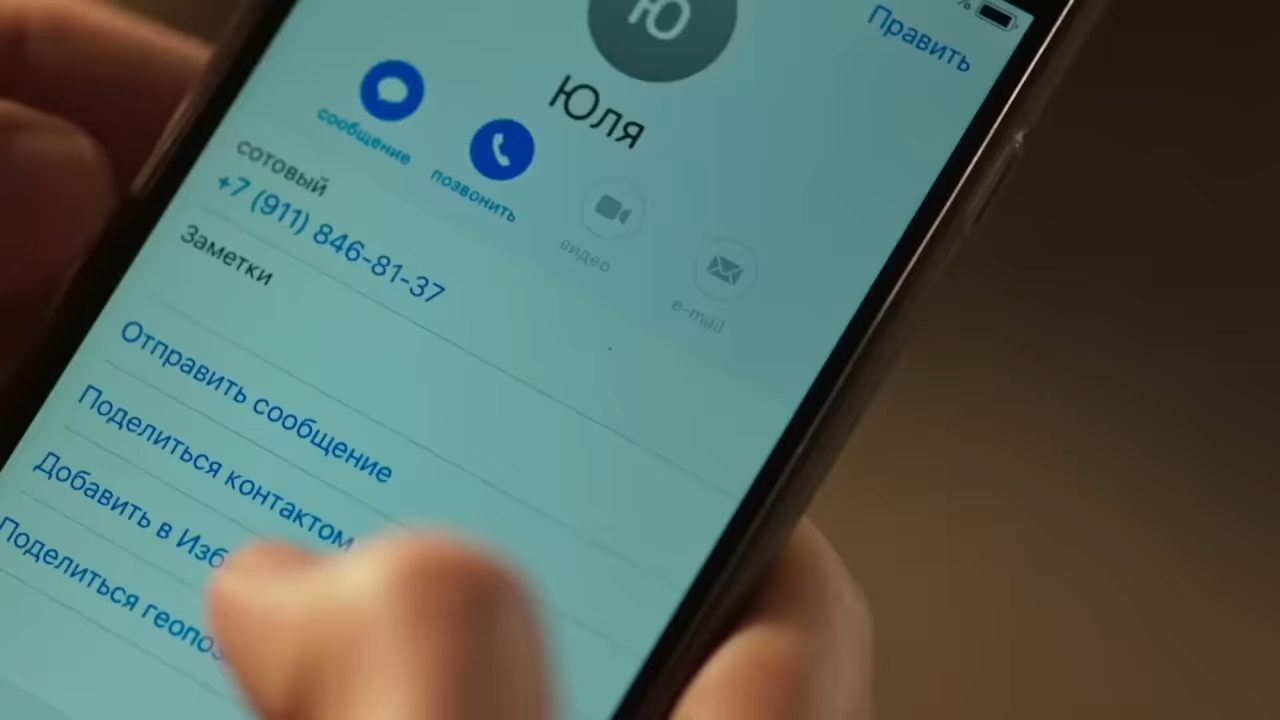 %
Править
Ю
Юля
сообщение
позвонить
видео
e-mail
сотовый
+7 (911) 846-81-37
Заметки
Отправить сообщение
Поделиться контактом
Добавить в
Поделиться